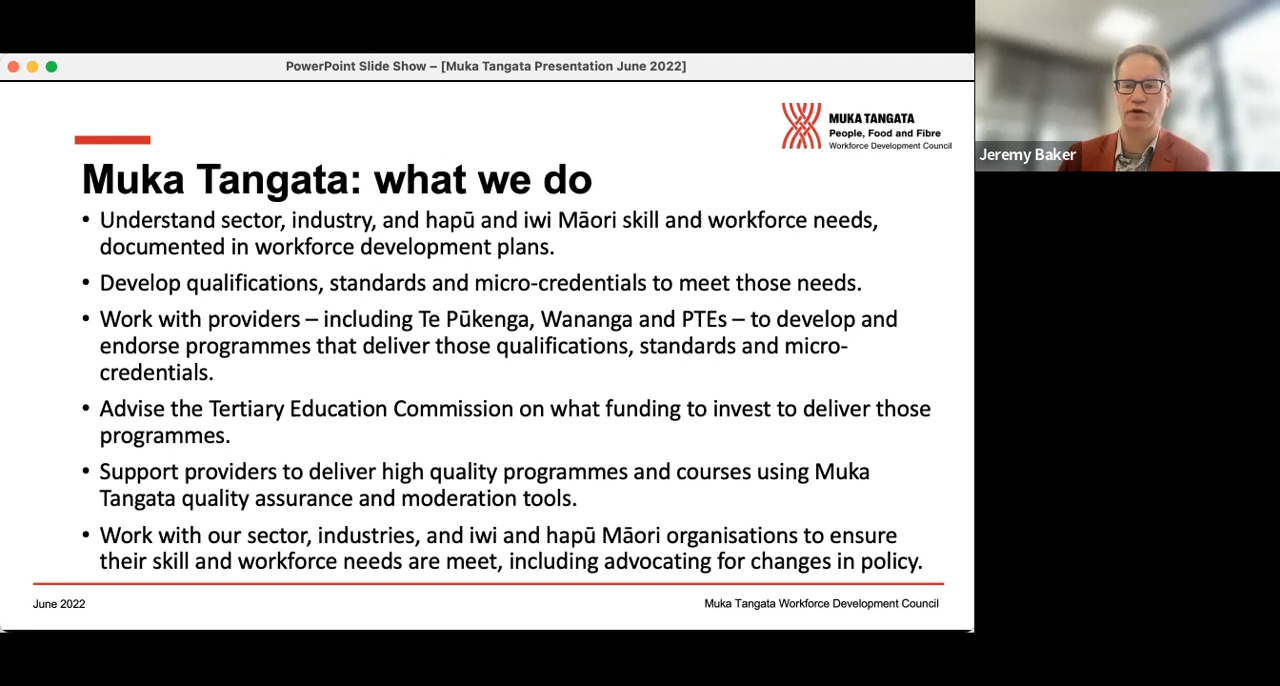 PowerPoint Slide Show – [Muka Tangata Presentation June 2022]
MUKA TANGATA
People, Food and Fibre
Workforce Development Council
Jeremy Baker
Muka Tangata: what we do
• Understand sector, industry, and hapū and iwi Māori skill and workforce needs,
documented in workforce development plans.
• Develop qualifications, standards and micro-credentials to meet those needs.
• Work with providers – including Te Pūkenga, Wananga and PTEs – to develop and
endorse programmes that deliver those qualifications, standards and micro-
credentials.
• Advise the Tertiary Education Commission on what funding to invest to deliver those
programmes.
• Support providers to deliver high quality programmes and courses using Muka
Tangata quality assurance and moderation tools.
• Work with our sector, industries, and iwi and hapū Māori organisations to ensure
their skill and workforce needs are meet, including advocating for changes in policy.
June 2022
Muka Tangata Workforce Development Council